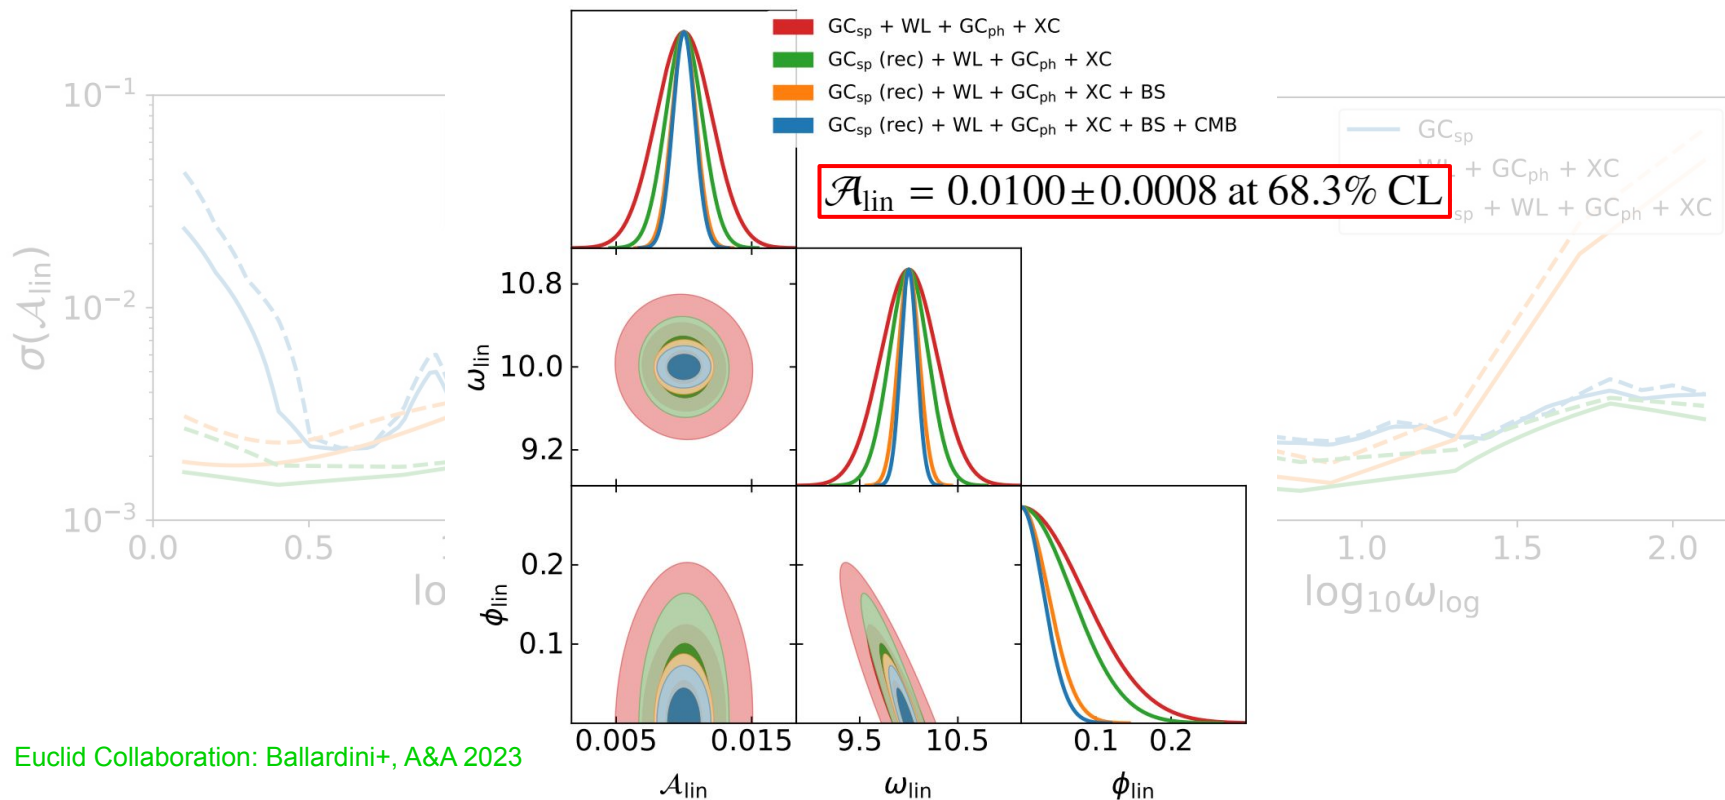 GCsp + WL + GCph + XC
GCsp (rec) + WL + GCph + XC
GCsp (rec) + WL + GCph + XC + BS
GCsp (rec) + WL + GCph + XC + BS + CMB
𝒜lin = 0.0100 ± 0.0008 at 68.3% CL
GCsp
WL + GCph + XC
sp + WL + GCph + XC
σ(𝒜lin)
10⁻¹
10⁻²
10⁻³
0.0 0.5
lo
ωlin
10.8
10.0
9.2
ϕlin
0.2
0.1
0.005 0.015 9.5 10.5 0.1 0.2
𝒜lin ωlin ϕlin
1.0 1.5 2.0
log₁₀ωlog
Euclid Collaboration: Ballardini+, A&A 2023